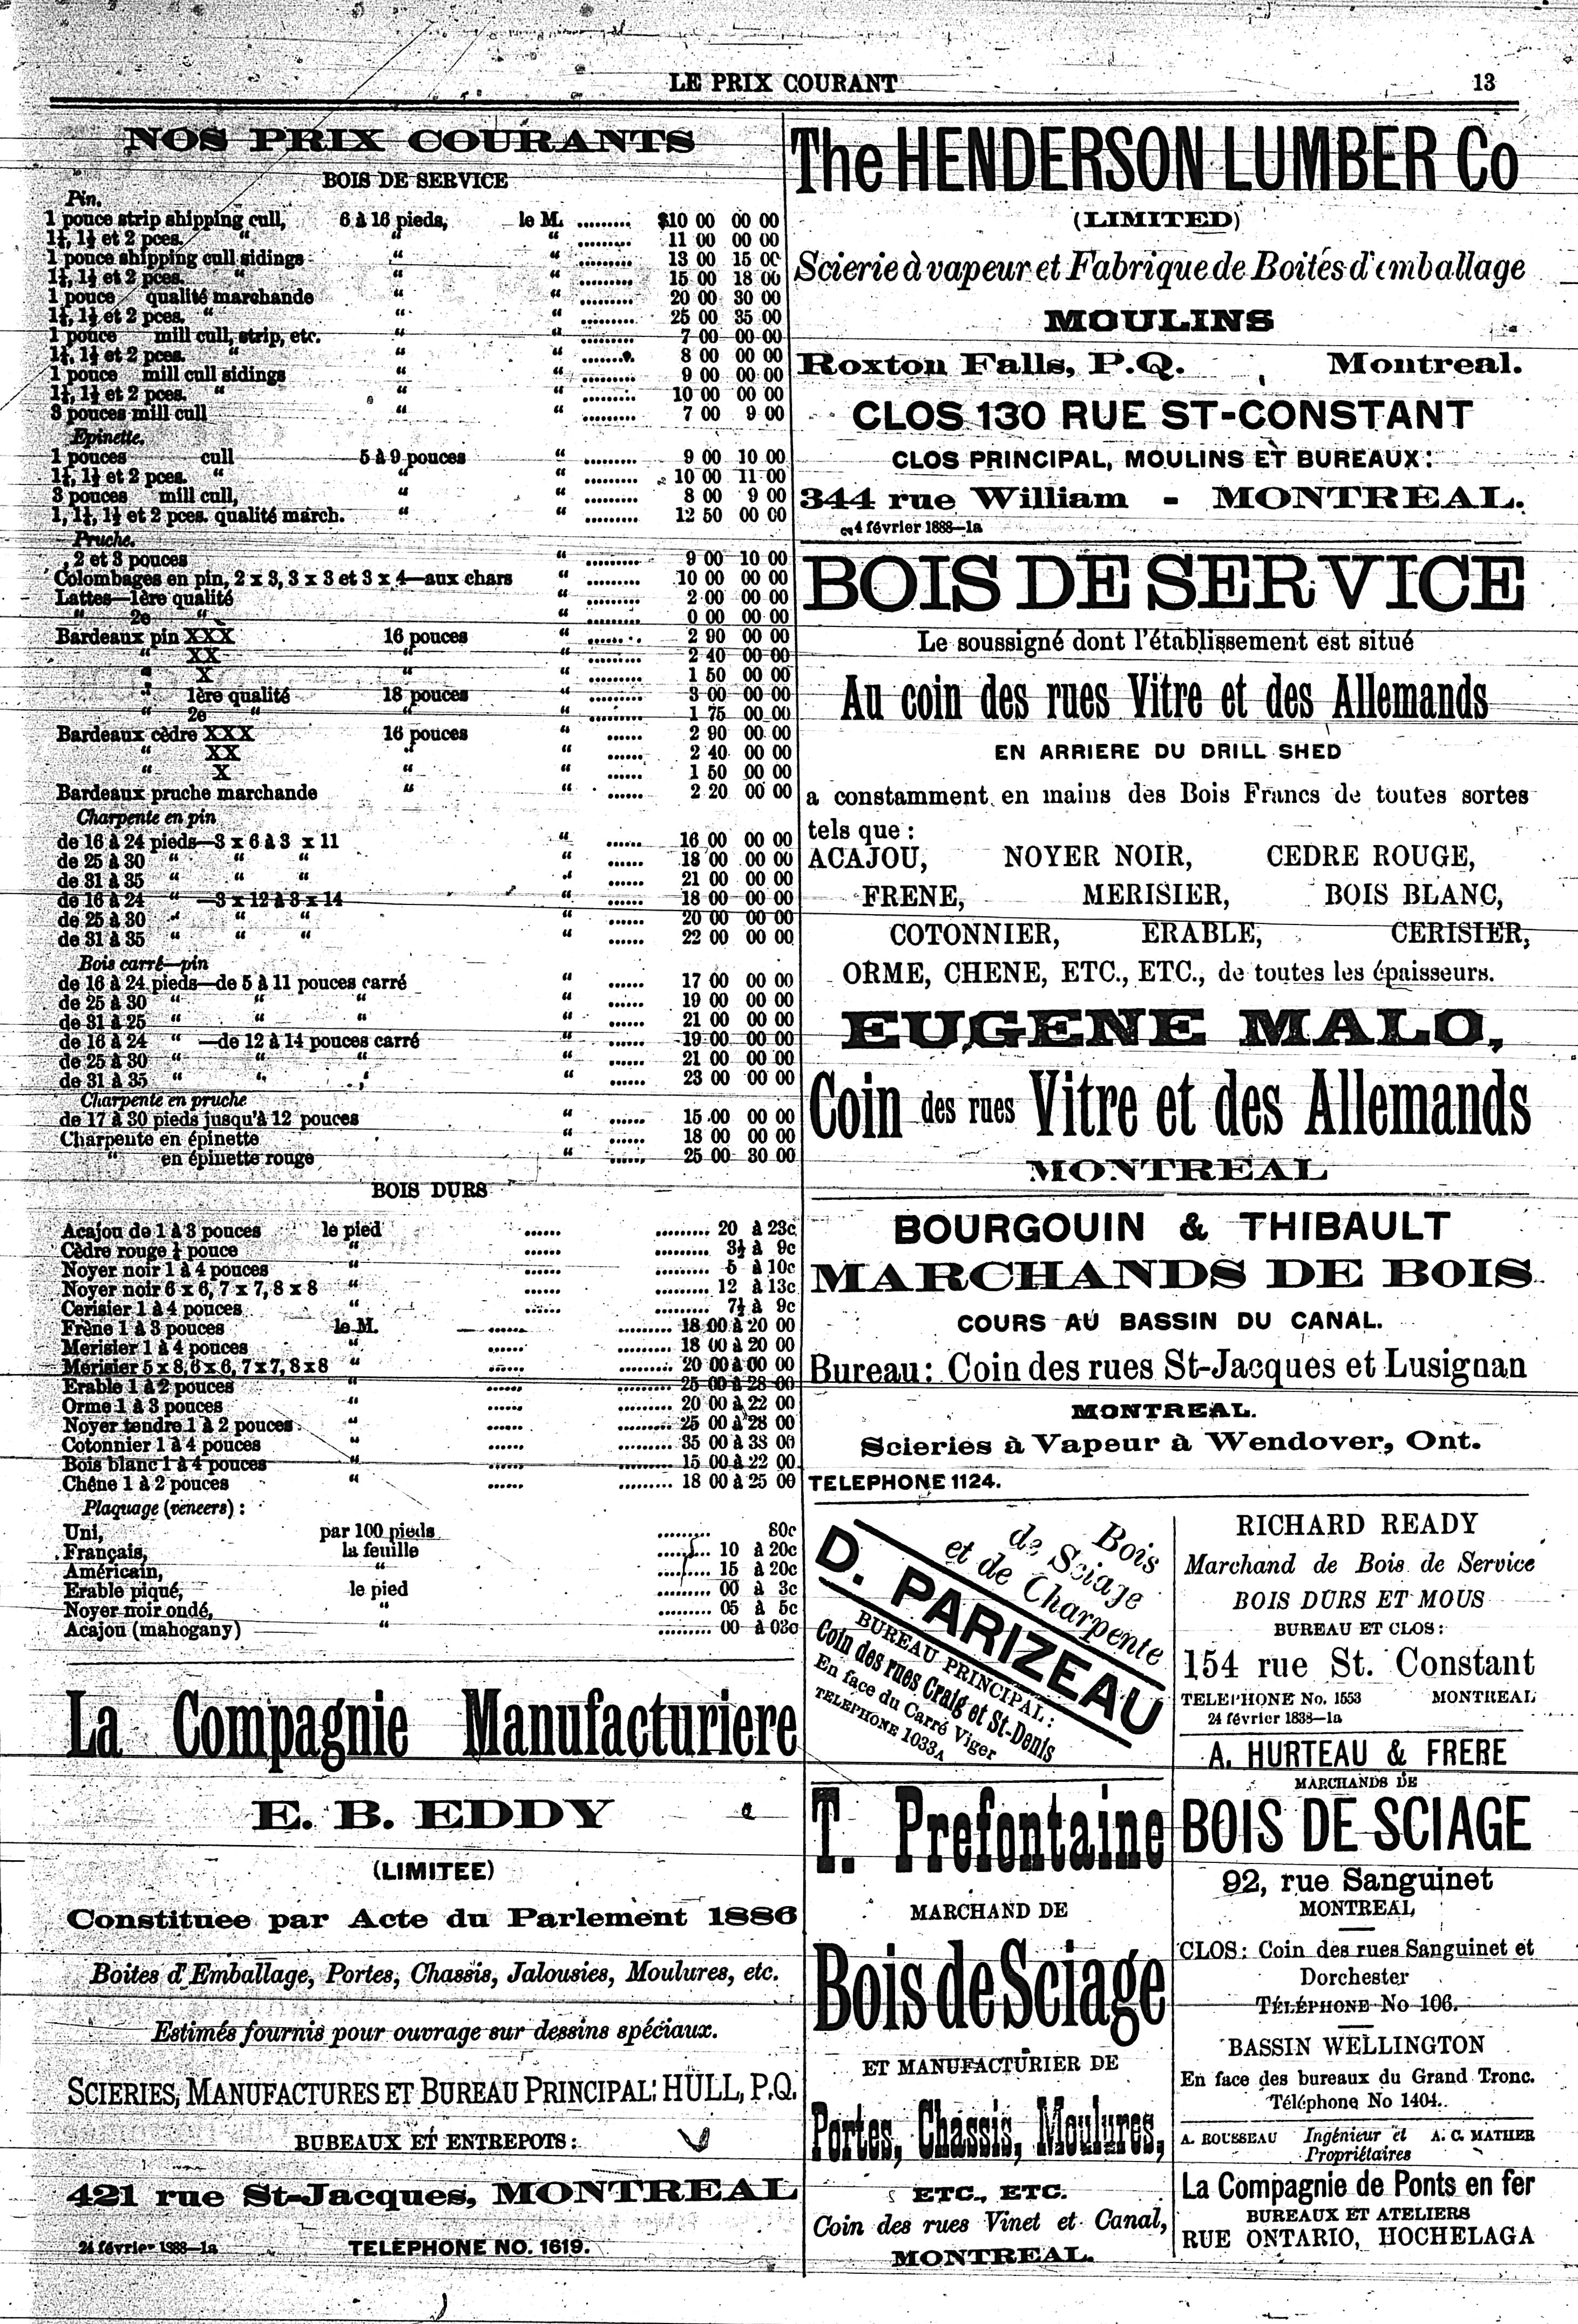 LE PRIX COURANT 13
NOS PRIX COURANTS
BOIS DE SERVICE
Pin.
1 pouce strip shipping cull, 6 à 16 pieds, le M. ......... $10 00 00 00
1¼, 1½ et 2 pces. “ “ “ ......... 11 00 00 00
1 pouce shipping cull sidings “ “ ......... 13 00 15 00
1¼, 1½ et 2 pces. “ “ “ ......... 15 00 18 00
1 pouce qualité marchande “ “ ......... 20 00 30 00
1¼, 1½ et 2 pces. “ “ “ ......... 25 00 35 00
1 pouce mill cull, strip, etc. “ “ ......... 7 00 00 00
1¼, 1½ et 2 pces. “ “ “ ......... 8 00 00 00
1 pouce mill cull sidings “ “ ......... 9 00 00 00
1¼, 1½ et 2 pces. “ “ “ ......... 10 00 00 00
3 pouces mill cull “ “ ......... 7 00 9 00
Epinette.
1 pouces cull 5 à 9 pouces “ ......... 9 00 10 00
1¼, 1½ et 2 pces. “ “ “ ......... 10 00 11 00
3 pouces mill cull, “ “ ......... 8 00 9 00
1, 1¼, 1½ et 2 pces. qualité march. “ “ ......... 12 50 00 00
Pruche.
2 et 3 pouces “ ......... 9 00 10 00
Colombages en pin, 2 x 3, 3 x 3 et 3 x 4—aux chars “ ......... 10 00 00 00
Lattes—1ère qualité “ ......... 2 00 00 00
“ 2e “ “ ......... 0 00 00 00
Bardeaux pin XXX 16 pouces “ ......... 2 90 00 00
“ XX “ “ ......... 2 40 00 00
“ X “ “ ......... 1 50 00 00
“ 1ère qualité 18 pouces “ ......... 3 00 00 00
“ 2e “ “ “ ......... 1 75 00 00
Bardeaux cèdre XXX 16 pouces “ ...... 2 90 00 00
“ XX “ “ ...... 2 40 00 00
“ X “ “ ...... 1 50 00 00
Bardeaux pruche marchande “ “ ...... 2 20 00 00
Charpente en pin
de 16 à 24 pieds—3 x 6 à 3 x 11 “ ...... 16 00 00 00
de 25 à 30 “ “ “ “ ...... 18 00 00 00
de 31 à 35 “ “ “ “ ...... 21 00 00 00
de 16 à 24 “ —3 x 12 à 3 x 14 “ ...... 18 00 00 00
de 25 à 30 “ “ “ “ ...... 20 00 00 00
de 31 à 35 “ “ “ “ ...... 22 00 00 00
Bois carré—pin
de 16 à 24 pieds—de 5 à 11 pouces carré “ ...... 17 00 00 00
de 25 à 30 “ “ “ “ ...... 19 00 00 00
de 31 à 25 “ “ “ “ ...... 21 00 00 00
de 16 à 24 “ —de 12 à 14 pouces carré “ ...... 19 00 00 00
de 25 à 30 “ “ “ “ ...... 21 00 00 00
de 31 à 35 “ “ “ “ ...... 23 00 00 00
Charpente en pruche
de 17 à 30 pieds jusqu'à 12 pouces “ ...... 15 00 00 00
Charpente en épinette “ ...... 18 00 00 00
“ en épinette rouge “ ...... 25 00 30 00
BOIS DURS
Acajou de 1 à 3 pouces le pied ...... ......... 20 à 23c
Cèdre rouge ¼ pouce “ ...... ......... 3½ à 9c
Noyer noir 1 à 4 pouces “ ...... ......... 5 à 10c
Noyer noir 6 x 6, 7 x 7, 8 x 8 “ ...... ......... 12 à 13c
Cerisier 1 à 4 pouces “ ...... ......... 7½ à 9c
Frène 1 à 3 pouces le M. ...... ......... 18 00 à 20 00
Merisier 1 à 4 pouces “ ...... ......... 18 00 à 20 00
Mérisier 5 x 8, 6 x 6, 7 x 7, 8 x 8 “ ...... ......... 20 00 à 00 00
Erable 1 à 2 pouces “ ...... ......... 25 00 à 28 00
Orme 1 à 3 pouces “ ...... ......... 20 00 à 22 00
Noyer tendre 1 à 2 pouces “ ...... ......... 25 00 à 28 00
Cotonnier 1 à 4 pouces “ ...... ......... 35 00 à 38 00
Bois blanc 1 à 4 pouces “ ...... ......... 15 00 à 22 00
Chêne 1 à 2 pouces “ ...... ......... 18 00 à 25 00
Plaquage (veneers) :
Uni, par 100 pieds ......... 80c
Français, la feuille ......... 10 à 20c
Américain, “ ......... 15 à 20c
Erable piqué, le pied ......... 00 à 3c
Noyer noir ondé, “ ......... 05 à 5c
Acajou (mahogany) “ ......... 00 à 03c
La Compagnie Manufacturiere
E. B. EDDY
(LIMITEE)
Constituee par Acte du Parlement 1886
Boites d'Emballage, Portes, Chassis, Jalousies, Moulures, etc.
Estimés fournis pour ouvrage sur dessins spéciaux.
SCIERIES, MANUFACTURES ET BUREAU PRINCIPAL: HULL, P.Q.
BUBEAUX ET ENTREPOTS :
421 rue St-Jacques, MONTREAL
24 février 1888—1a TELEPHONE NO. 1619.
The HENDERSON LUMBER Co
(LIMITED)
Scierie à vapeur et Fabrique de Boites d'emballage
MOULINS
Roxton Falls, P.Q. Montreal.
CLOS 130 RUE ST-CONSTANT
CLOS PRINCIPAL, MOULINS ET BUREAUX:
344 rue William - MONTREAL.
4 février 1888—1a
BOIS DE SERVICE
Le soussigné dont l'établissement est situé
Au coin des rues Vitre et des Allemands
EN ARRIERE DU DRILL SHED
a constamment en mains des Bois Francs de toutes sortes
tels que :
ACAJOU, NOYER NOIR, CEDRE ROUGE,
FRENE, MERISIER, BOIS BLANC,
COTONNIER, ERABLE, CERISIER,
ORME, CHENE, ETC., ETC., de toutes les épaisseurs.
EUGENE MALO,
Coin des rues Vitre et des Allemands
MONTREAL
BOURGOUIN & THIBAULT
MARCHANDS DE BOIS
COURS AU BASSIN DU CANAL.
Bureau: Coin des rues St-Jacques et Lusignan
MONTREAL.
Scieries à Vapeur à Wendover, Ont.
TELEPHONE 1124.
Bois
de Sciage
et de Charpente
D. PARIZEAU
BUREAU PRINCIPAL:
Coin des rues Craig et St-Denis
En face du Carré Viger
TELEPHONE 1033A
T. Prefontaine
MARCHAND DE
Bois de Sciage
ET MANUFACTURIER DE
Portes, Chassis, Moulures,
ETC., ETC.
Coin des rues Vinet et Canal,
MONTREAL.
RICHARD READY
Marchand de Bois de Service
BOIS DURS ET MOUS
BUREAU ET CLOS:
154 rue St. Constant
TELEPHONE No. 1553 MONTREAL
24 février 1838—1a
A. HURTEAU & FRERE
MARCHANDS DE
BOIS DE SCIAGE
92, rue Sanguinet
MONTREAL
CLOS: Coin des rues Sanguinet et
Dorchester
TÉLÉPHONE No 106.
BASSIN WELLINGTON
En face des bureaux du Grand Tronc.
Téléphone No 1404.
A. ROUSSEAU Ingénieur et A. C. MATHER
Propriétaires
La Compagnie de Ponts en fer
BUREAUX ET ATELIERS
RUE ONTARIO, HOCHELAGA